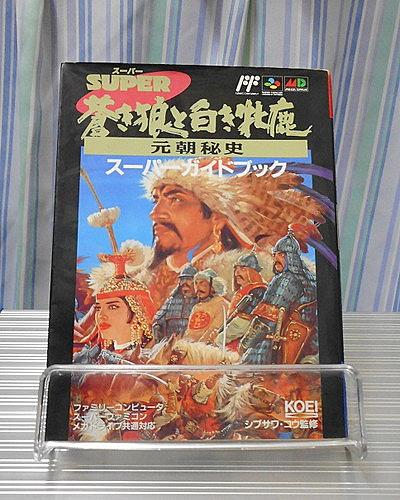 スーパー
SUPER
蒼き狼と白き牝鹿
元朝秘史
スーパーガイドブック
ファミリーコンピュータ
スーパーファミコン
メガドライブ共通対応
KOEI
シブサワ・コウ監修